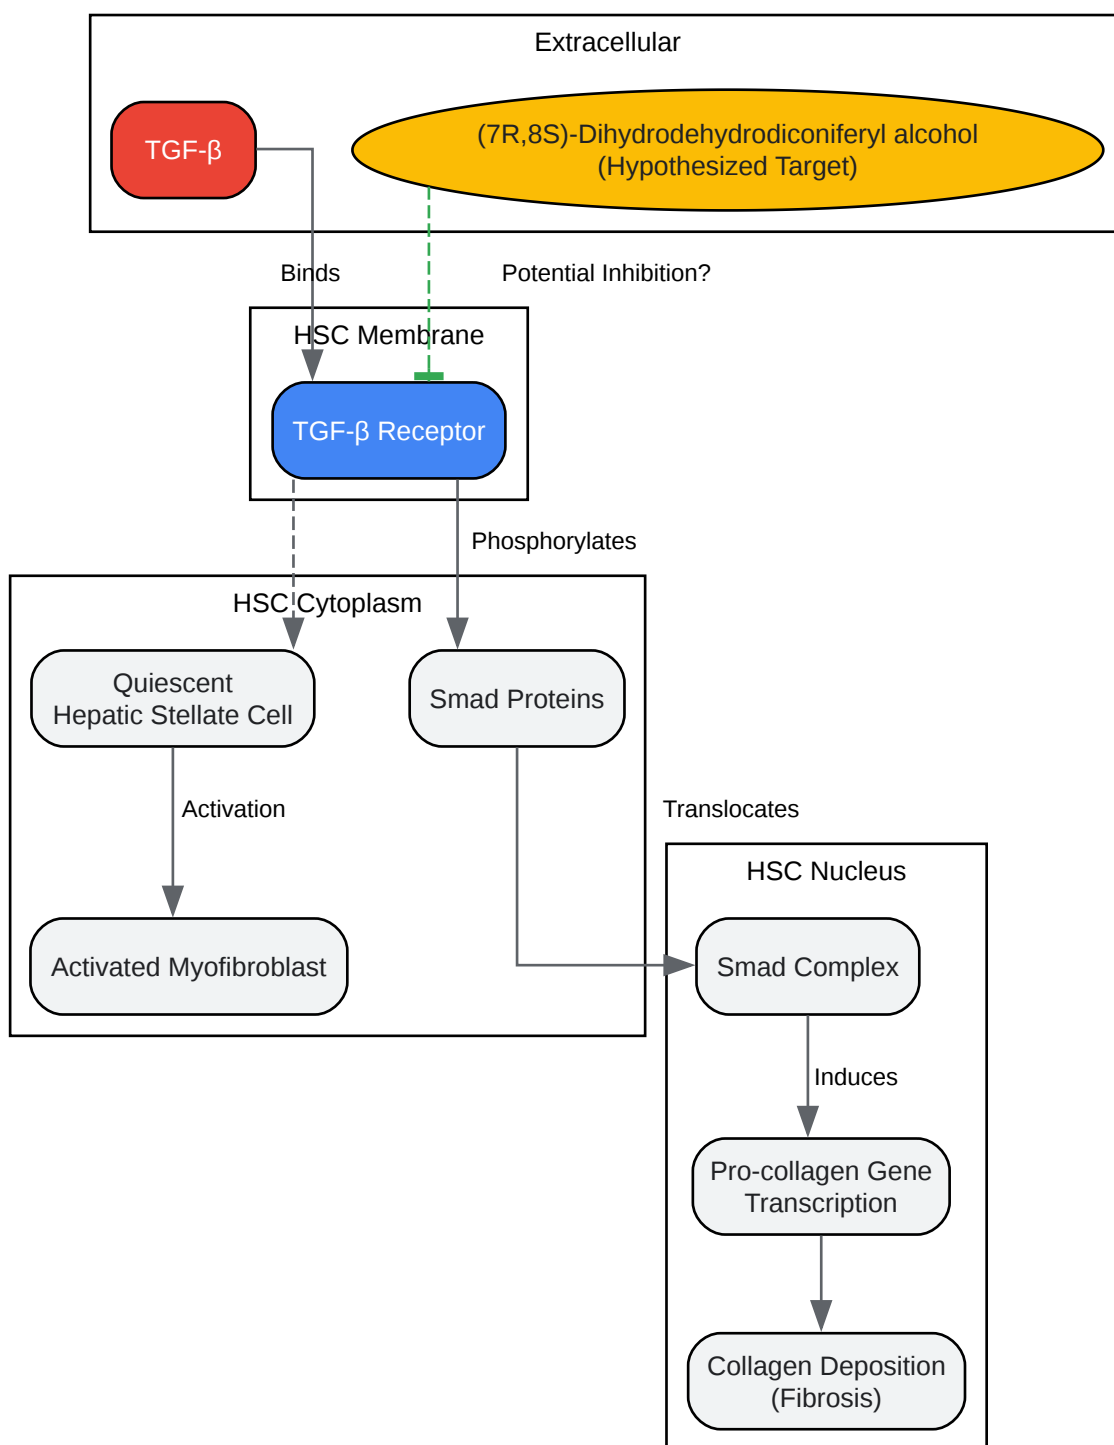 Extracellular
TGF-β
(7R,8S)-Dihydrodehydrodiconiferyl alcohol
(Hypothesized Target)
Binds
Potential Inhibition?
HSC Membrane
TGF-β Receptor
Phosphorylates
HSC Cytoplasm
Quiescent
Hepatic Stellate Cell
Smad Proteins
Activation
Translocates
HSC Nucleus
Activated Myofibroblast
Smad Complex
Induces
Pro-collagen Gene
Transcription
Collagen Deposition
(Fibrosis)